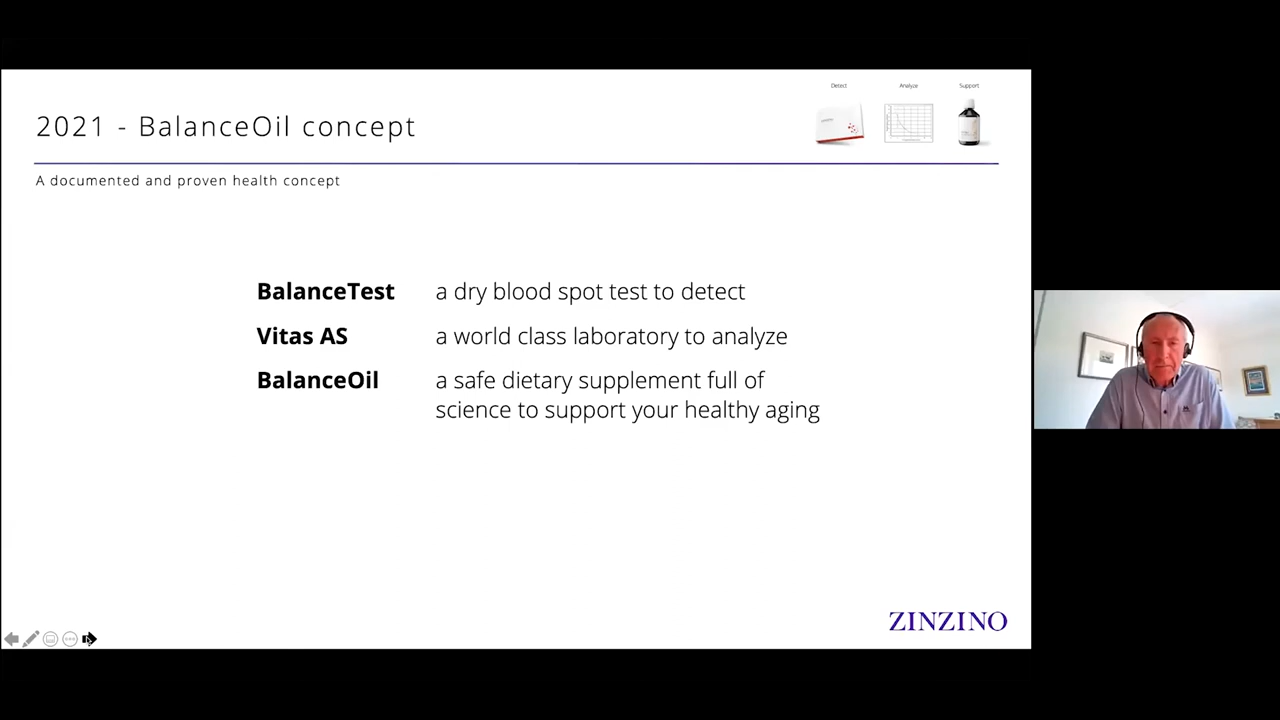 Detect Analyze Support
2021 - BalanceOil concept
A documented and proven health concept
BalanceTest a dry blood spot test to detect
Vitas AS a world class laboratory to analyze
BalanceOil a safe dietary supplement full of
science to support your healthy aging
ZINZINO